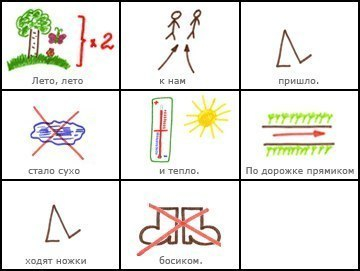 x 2
Лето, лето
к нам
пришло.
стало сухо
и тепло.
По дорожке прямиком
ходят ножки
босиком.